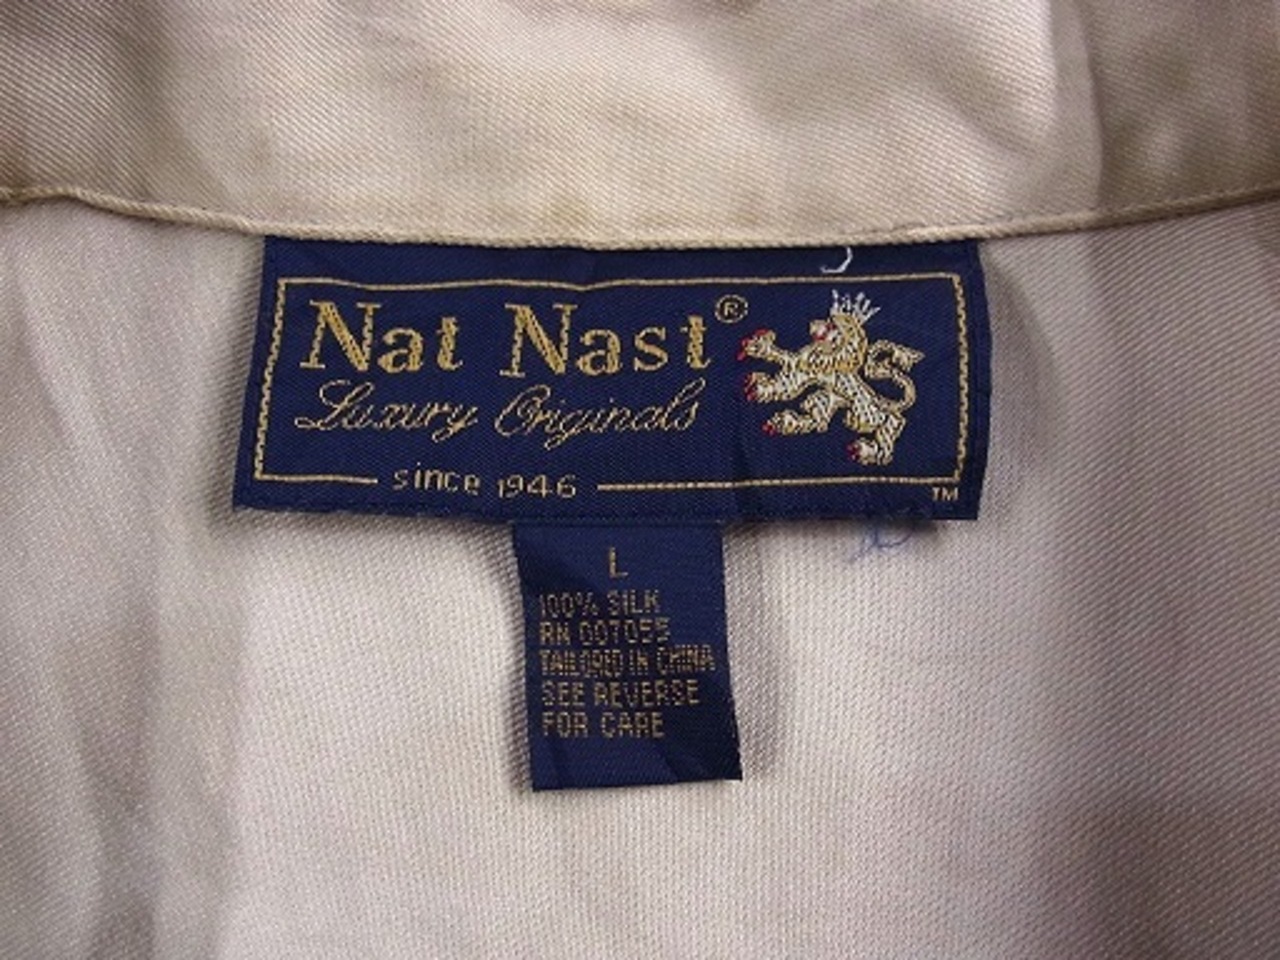 Nat Nast®
Luxury Originals
since 1946
TM
L
100% SILK
RN 007055
TAILORED IN CHINA
SEE REVERSE
FOR CARE